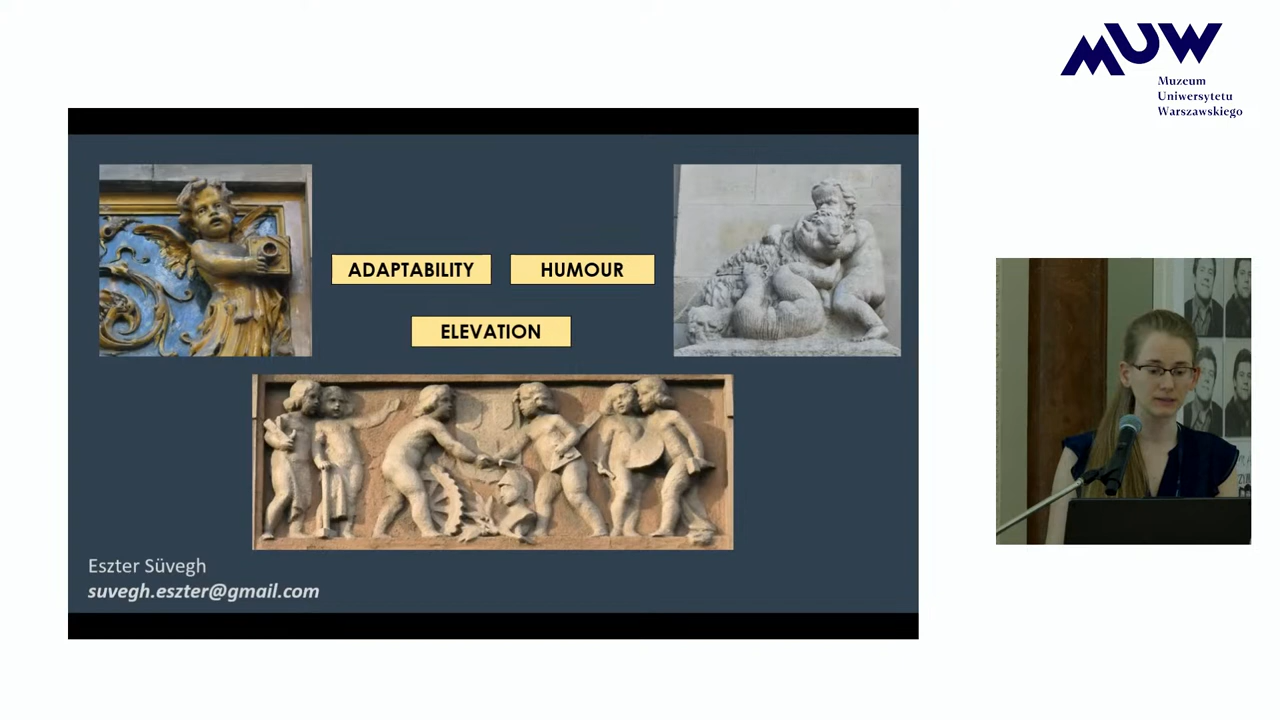 MUW
Muzeum
Uniwersytetu
Warszawskiego
ADAPTABILITY
HUMOUR
ELEVATION
Eszter Süvegh
suvegh.eszter@gmail.com